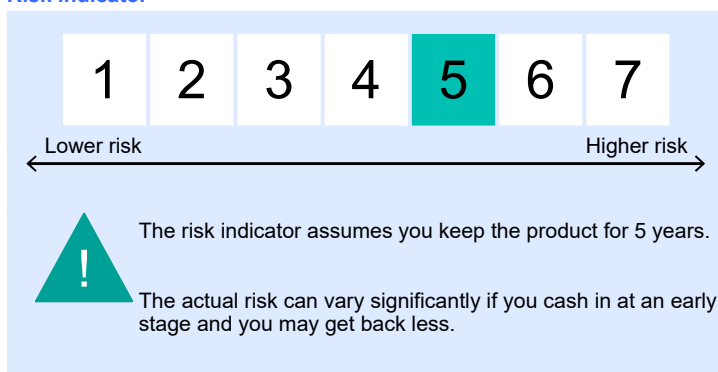 Risk Indicator
1 2 3 4 5 6 7
Lower risk Higher risk
!
The risk indicator assumes you keep the product for 5 years.
The actual risk can vary significantly if you cash in at an early
stage and you may get back less.